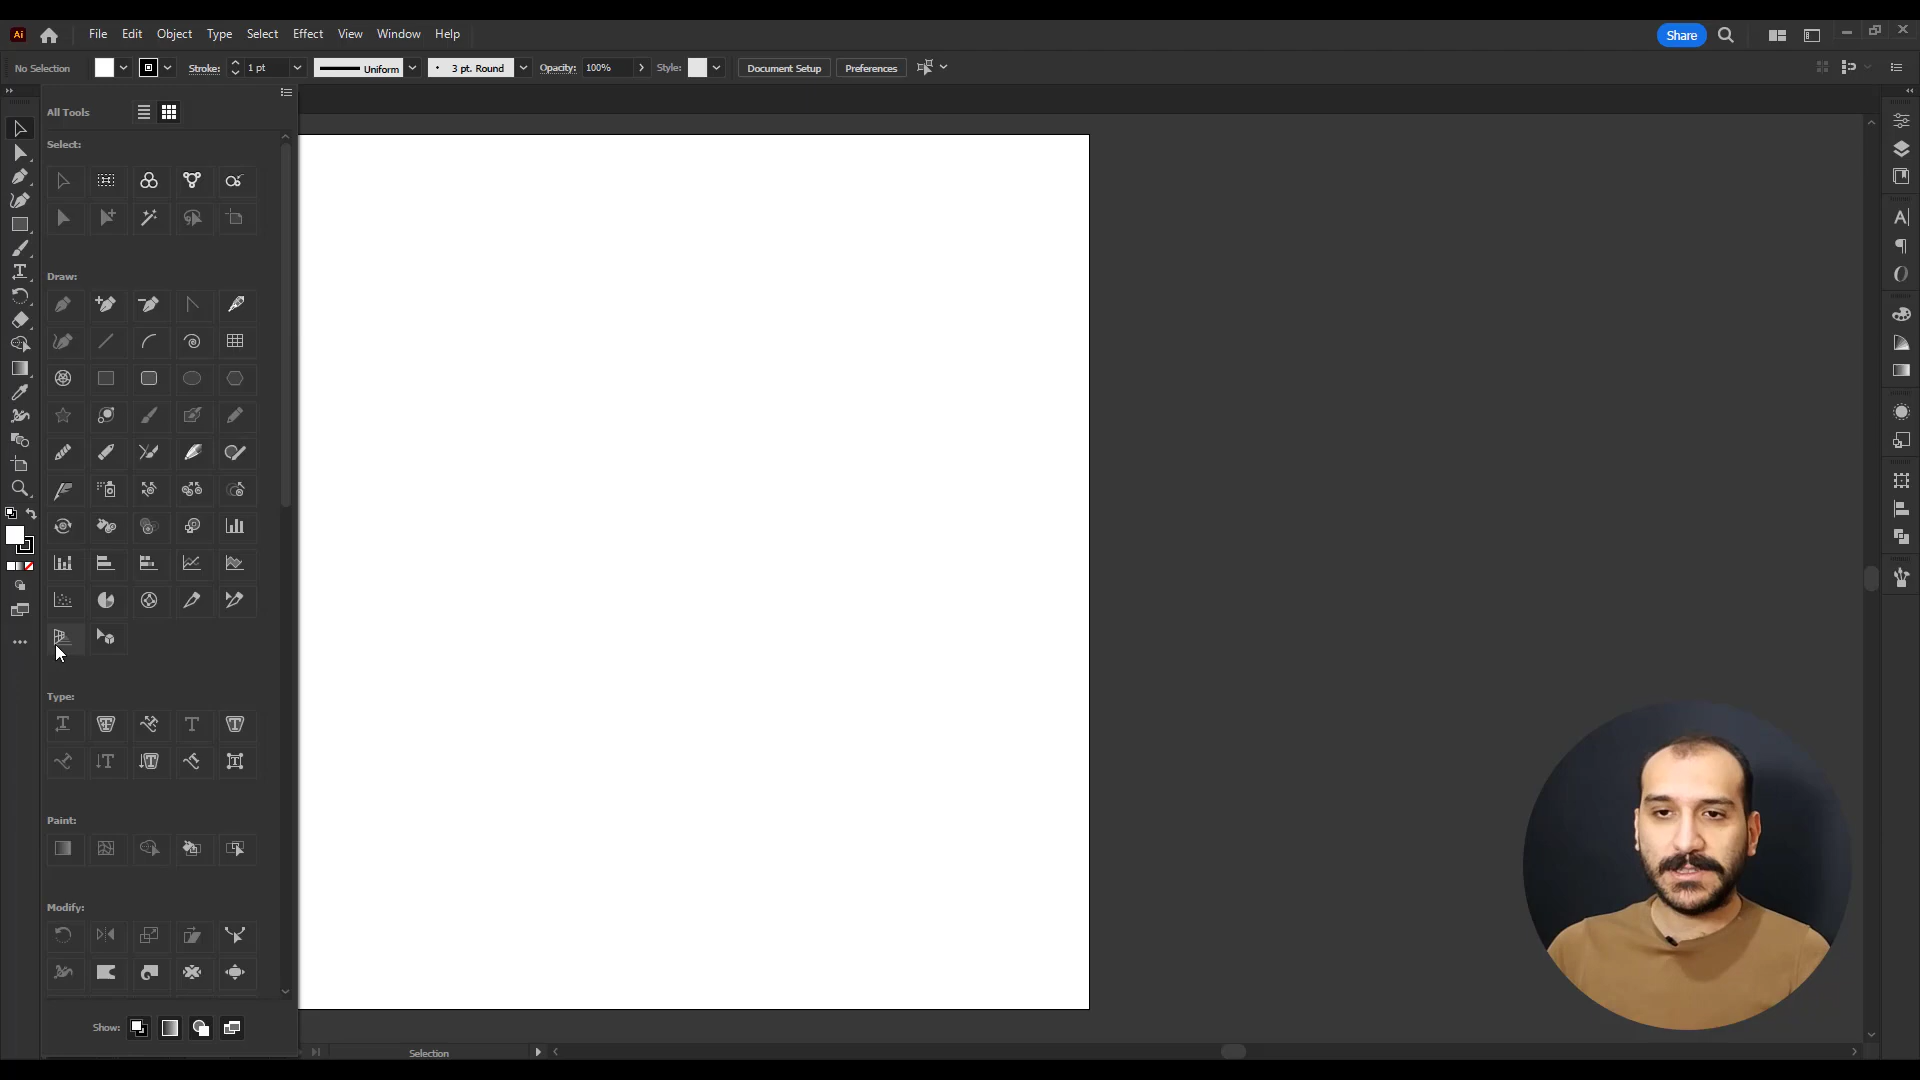 Ai File Edit Object Type Select Effect View Window Help Share
No Selection Stroke: 1 pt Uniform 3 pt. Round Opacity: 100% Style: Document Setup Preferences
All Tools
Select:
Draw:
Type:
Paint:
Modify:
Show:
Selection